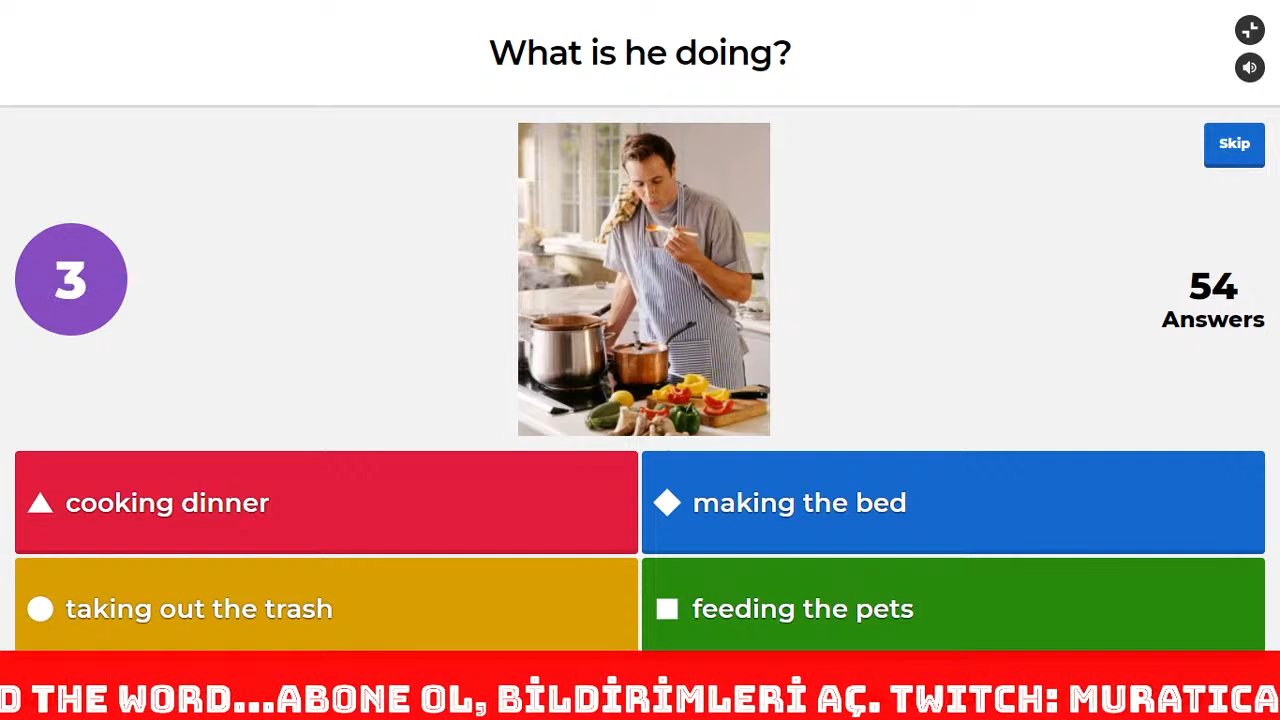 What is he doing?
Skip
3
54
Answers
cooking dinner
making the bed
taking out the trash
feeding the pets
D THE WORD...ABONE OL, BİLDİRİMLERİ AÇ. TWITCH: MURATICA